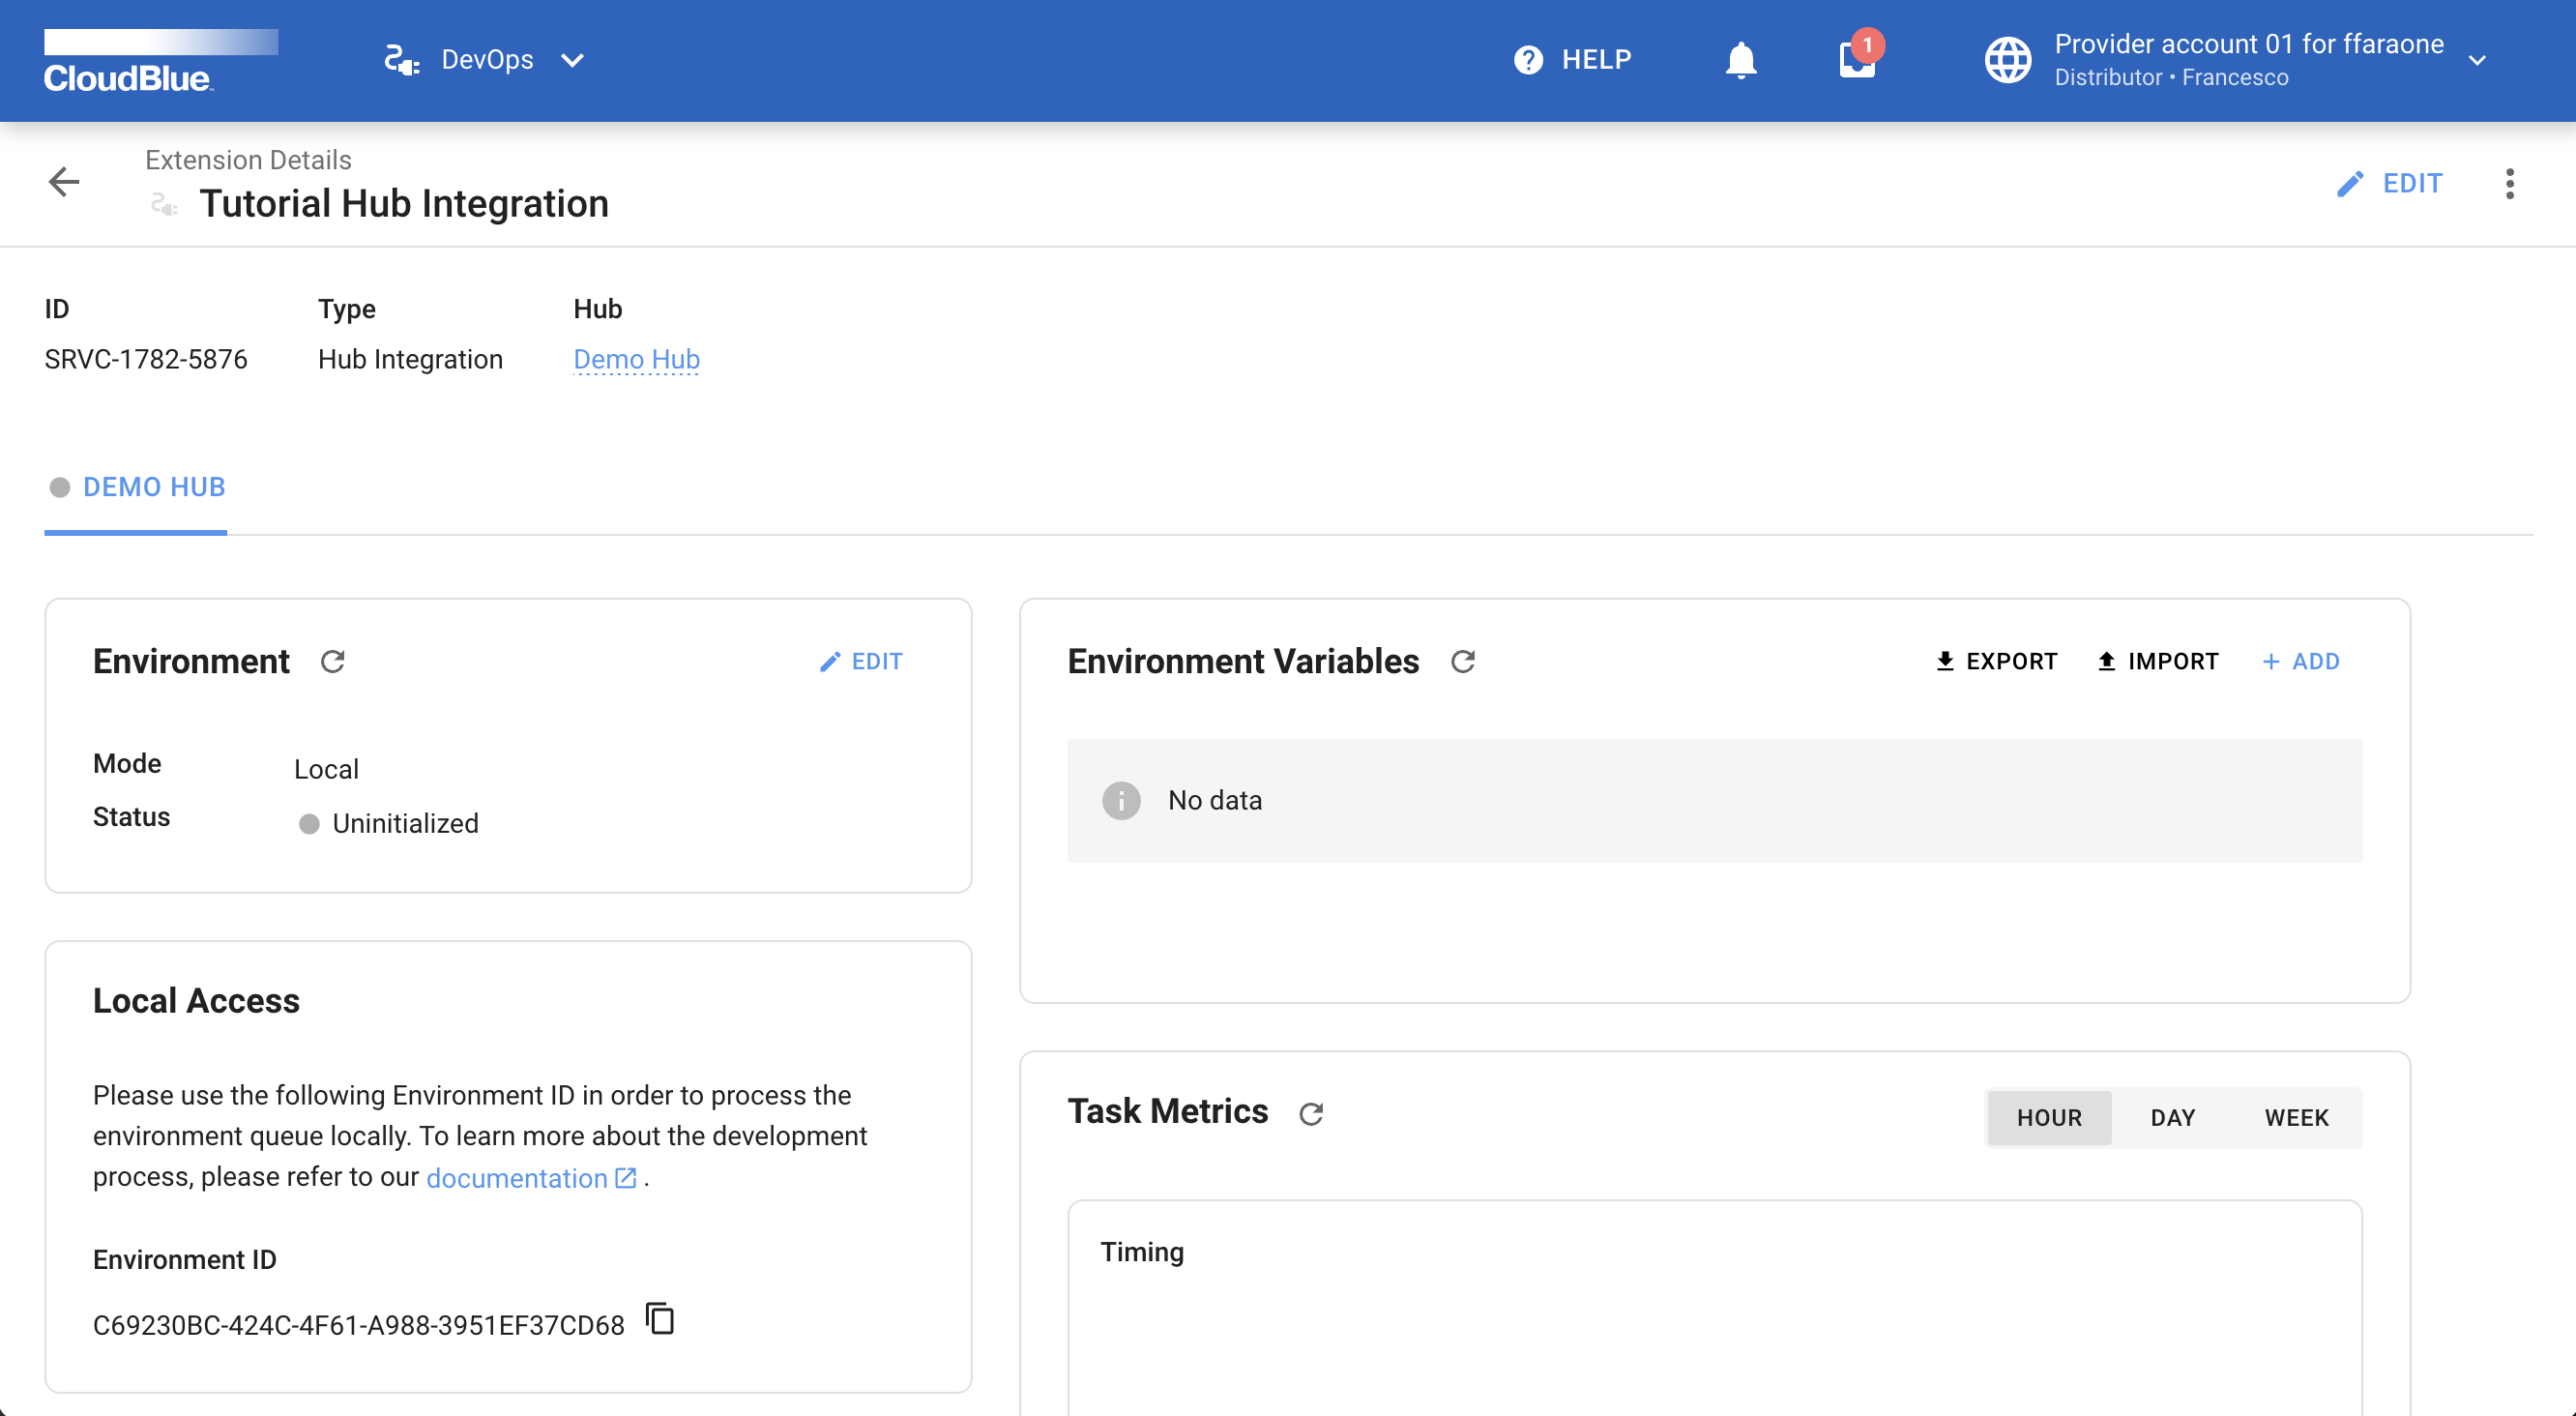 CloudBlue
DevOps
HELP
1
Provider account 01 for ffaraone
Distributor • Francesco
Extension Details
Tutorial Hub Integration
EDIT
ID
Type
Hub
SRVC-1782-5876
Hub Integration
Demo Hub
DEMO HUB
Environment
EDIT
Mode
Local
Status
Uninitialized
Environment Variables
EXPORT
IMPORT
+ ADD
No data
Local Access
Please use the following Environment ID in order to process the
environment queue locally. To learn more about the development
process, please refer to our documentation .
Environment ID
C69230BC-424C-4F61-A988-3951EF37CD68
Task Metrics
HOUR
DAY
WEEK
Timing